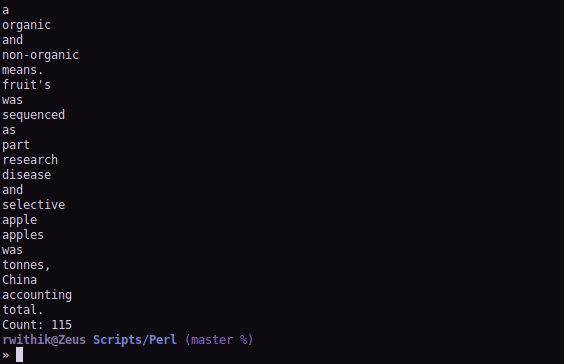 a
organic
and
non-organic
means.
fruit's
was
sequenced
as
part
research
disease
and
selective
apple
apples
was
tonnes,
China
accounting
total.
Count: 115
rwithik@Zeus Scripts/Perl (master %)
»